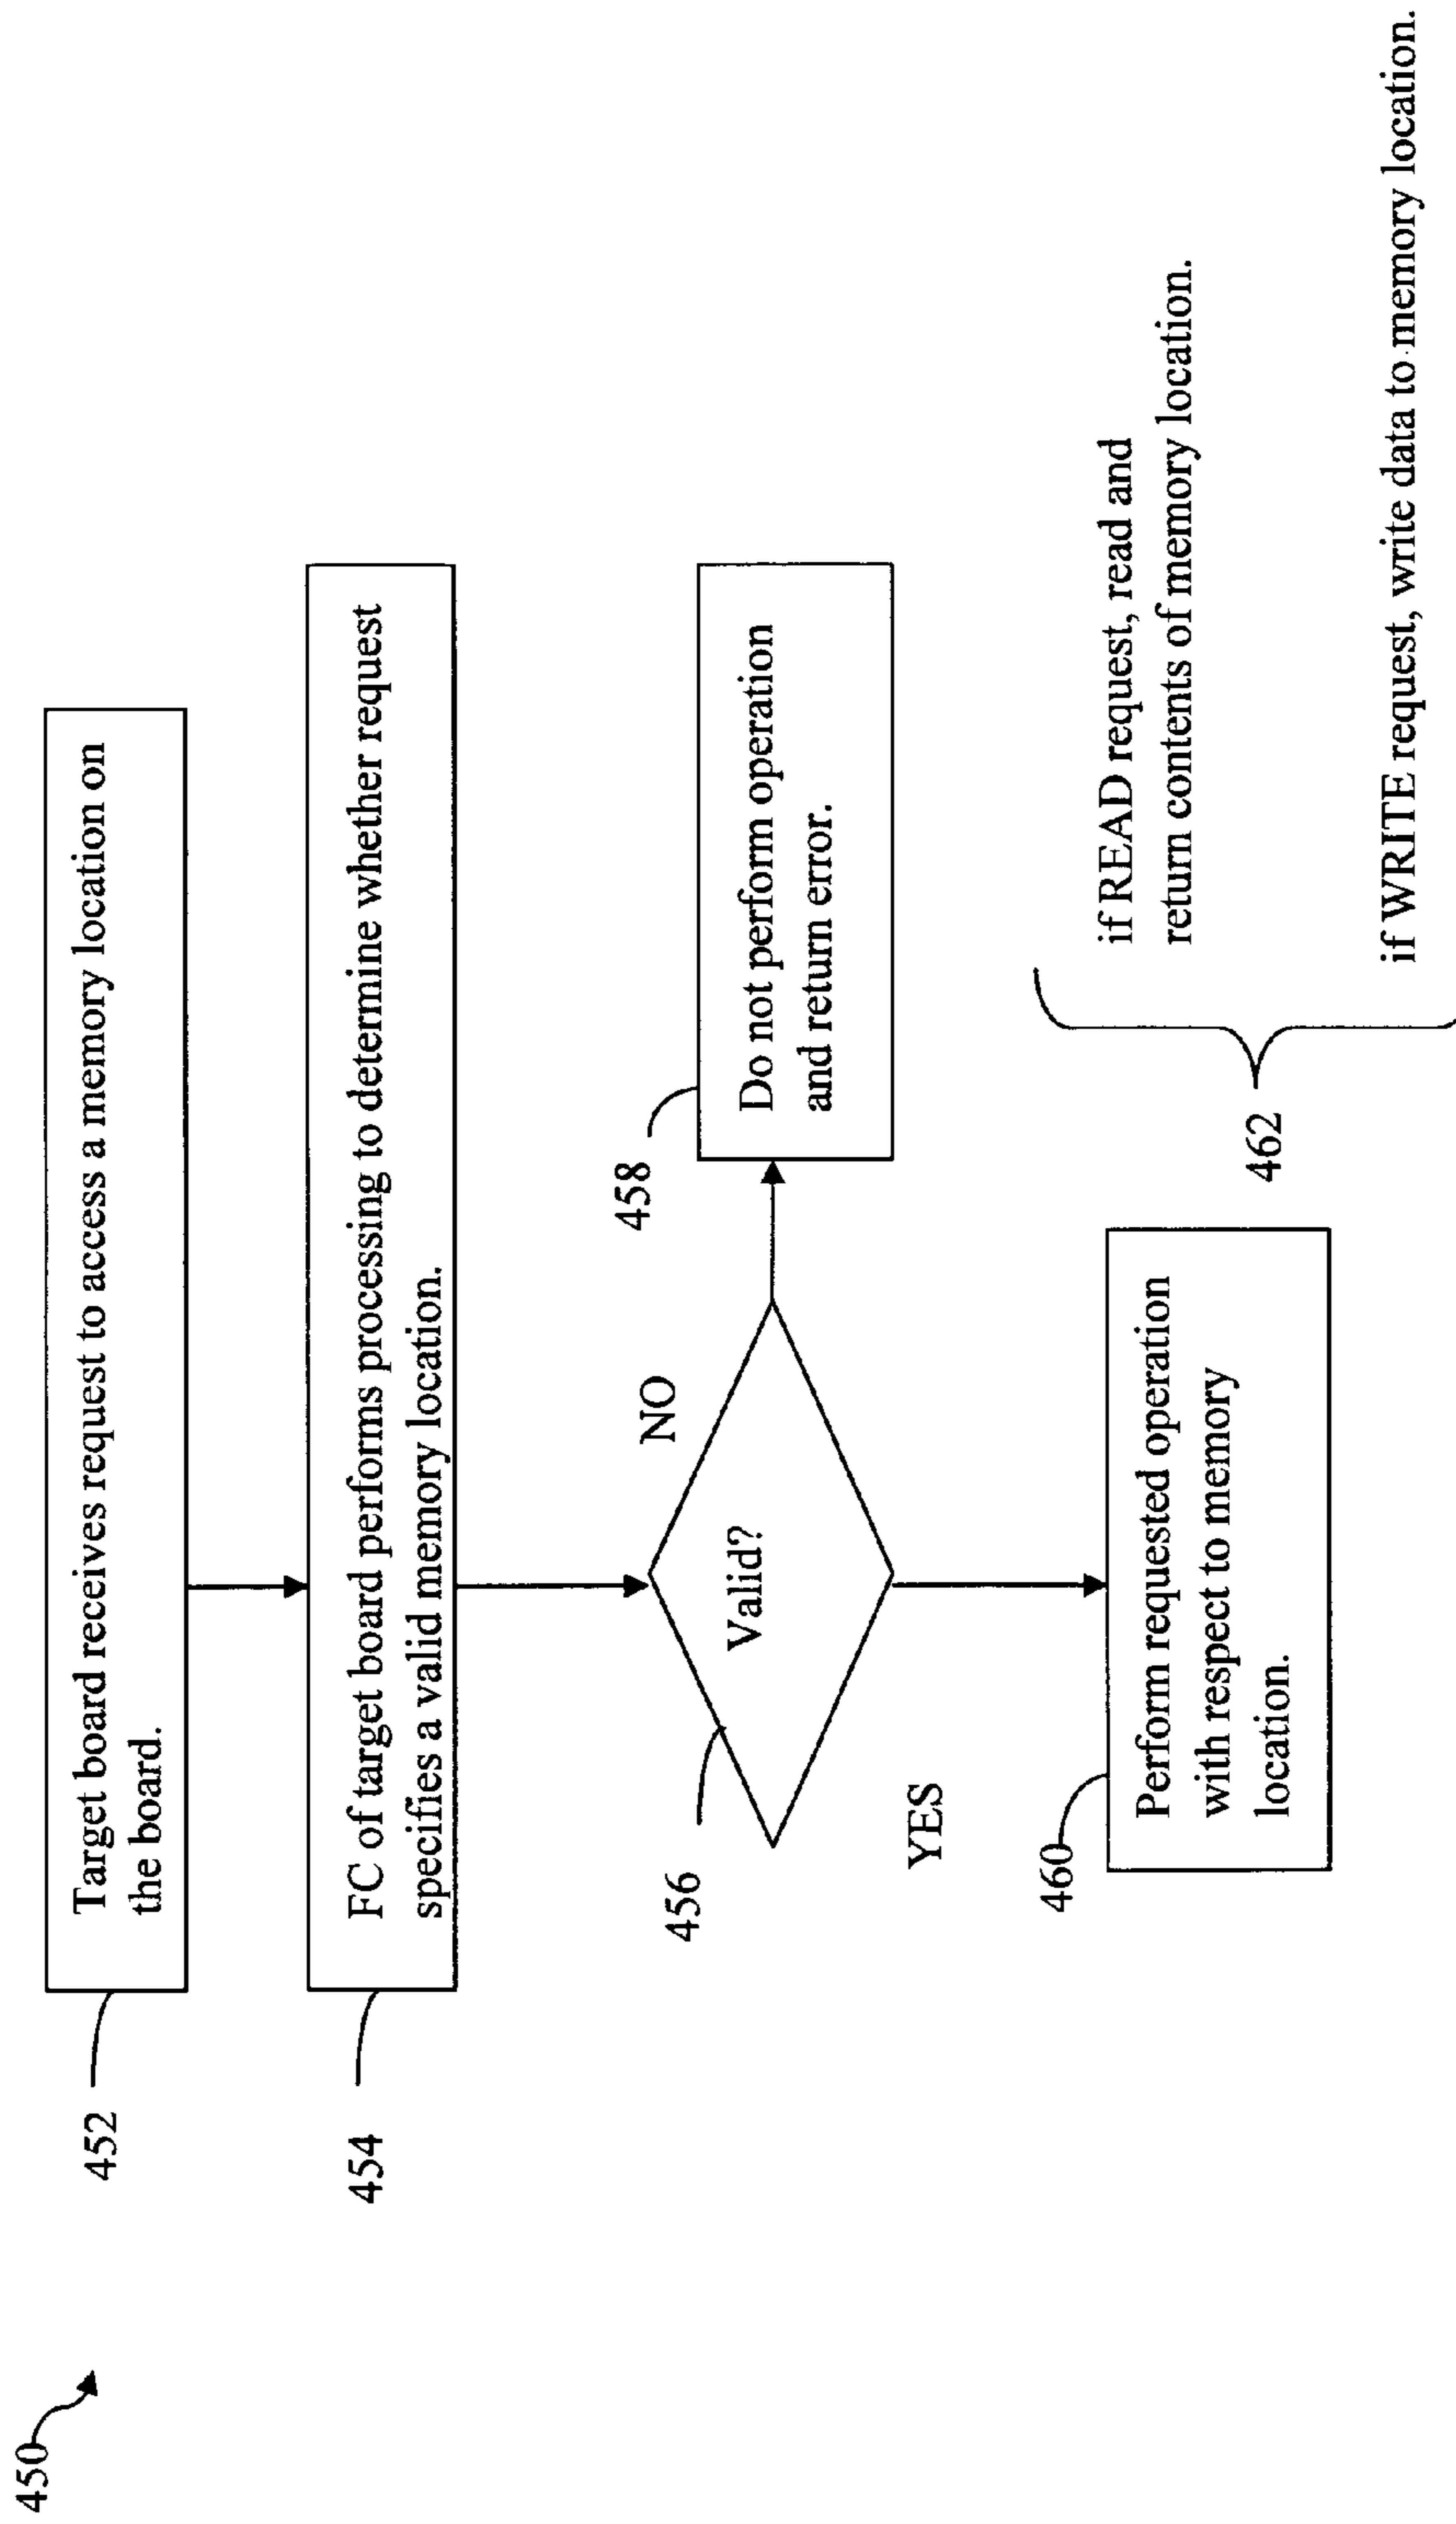 450
452
Target board receives request to access a memory location on
the board.
454
FC of target board performs processing to determine whether request
specifies a valid memory location.
456
Valid?
NO
458
Do not perform operation
and return error.
YES
460
Perform requested operation
with respect to memory
location.
462
if READ request, read and
return contents of memory location.
if WRITE request, write data to memory location.